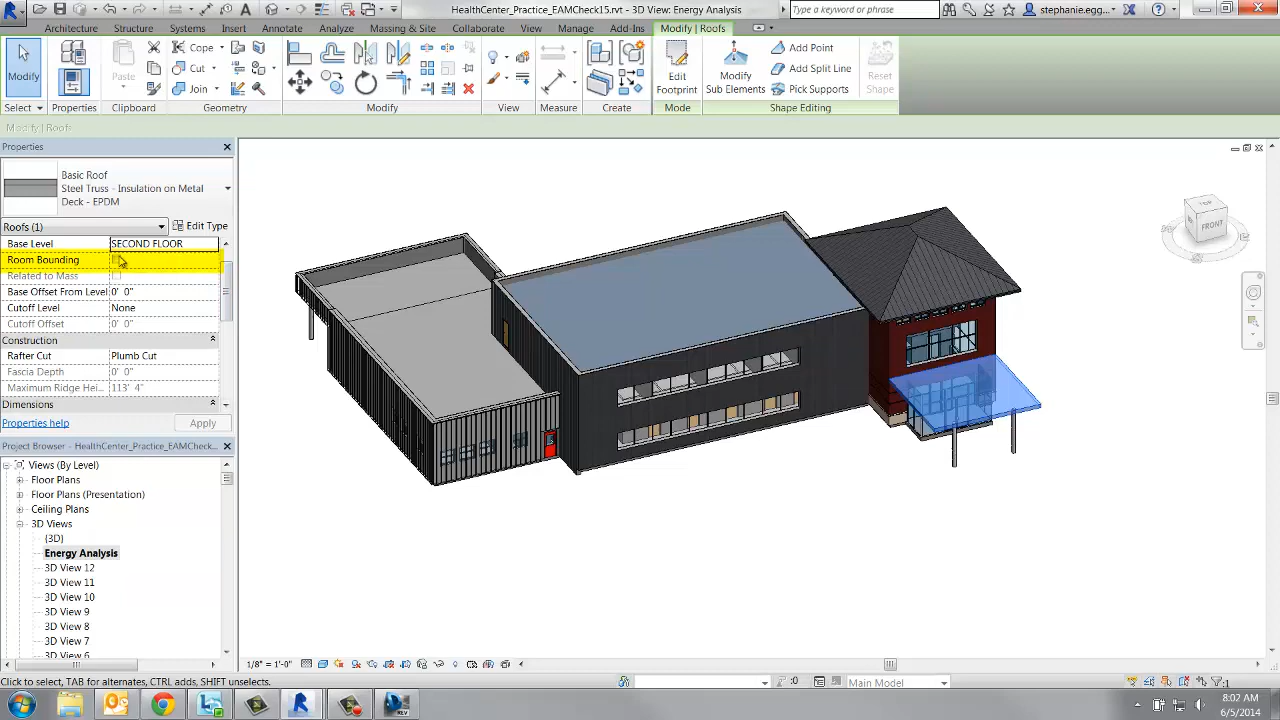 HealthCenter_Practice_EAMCheck15.rvt - 3D View: Energy Analysis
Type a keyword or phrase
stephanie.egg...
Architecture Structure Systems Insert Annotate Analyze Massing & Site Collaborate View Manage Add-Ins Modify | Roofs
Modify
Paste
Cope
Cut
Join
Edit Footprint
Modify Sub Elements
Add Point
Add Split Line
Pick Supports
Reset Shape
Select Properties Clipboard Geometry Modify View Measure Create Mode Shape Editing
Modify | Roofs
Properties
Basic Roof
Steel Truss - Insulation on Metal
Deck - EPDM
Roofs (1) Edit Type
Base Level SECOND FLOOR
Room Bounding
Related to Mass
Base Offset From Level 0' 0"
Cutoff Level None
Cutoff Offset 0' 0"
Construction
Rafter Cut Plumb Cut
Fascia Depth 0' 0"
Maximum Ridge Hei... 113' 4"
Dimensions
Properties help Apply
Project Browser - HealthCenter_Practice_EAMCheck...
Views (By Level)
Floor Plans
Floor Plans (Presentation)
Ceiling Plans
3D Views
{3D}
Energy Analysis
3D View 12
3D View 11
3D View 10
3D View 9
3D View 8
3D View 7
3D View 6
TOP
FRONT
1/8" = 1'-0"
Click to select, TAB for alternates, CTRL adds, SHIFT unselects.
:0
Main Model
:1
REV
8:02 AM
6/5/2014